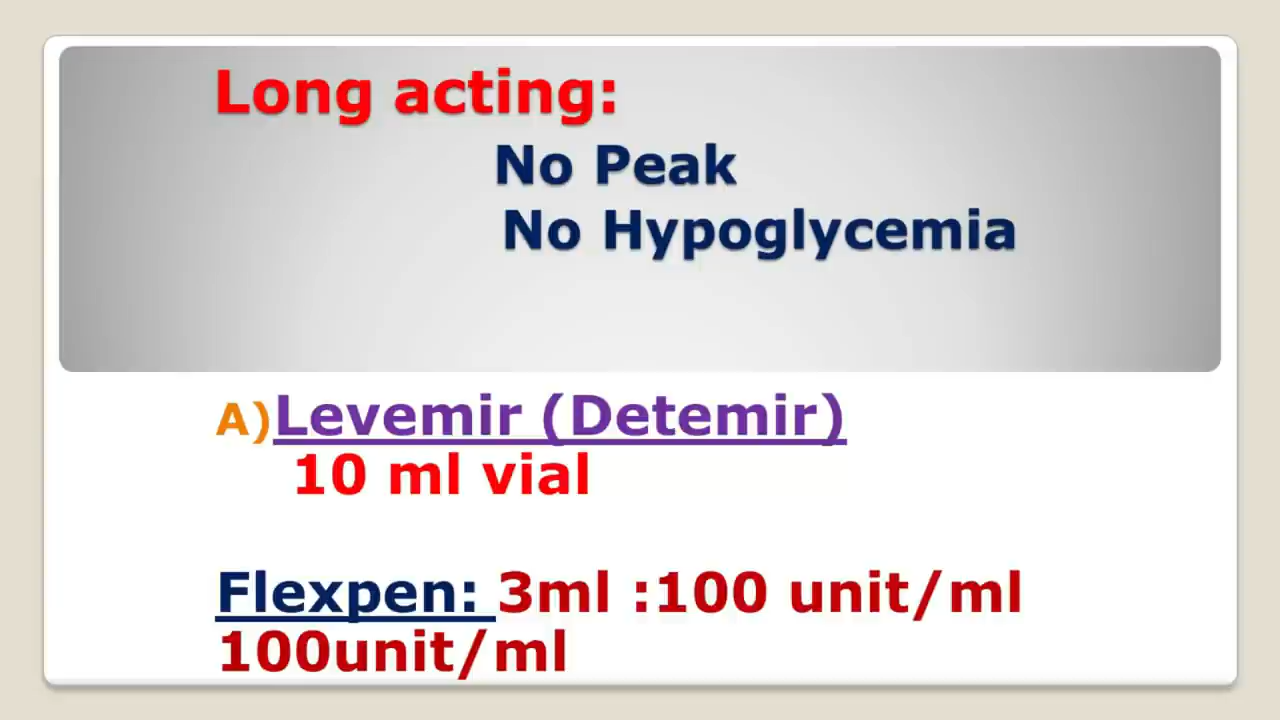 Long acting:
No Peak
No Hypoglycemia
A)Levemir (Detemir)
10 ml vial
Flexpen: 3ml :100 unit/ml
100unit/ml